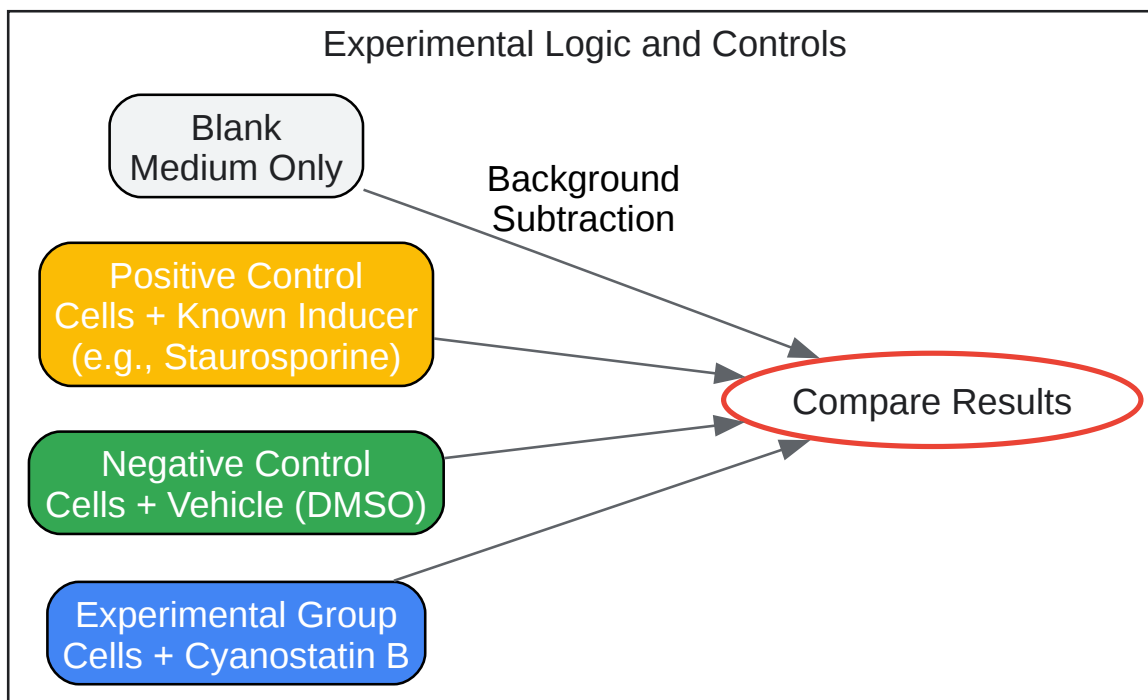 Experimental Logic and Controls
Blank
Medium Only
Background
Subtraction
Positive Control
Cells + Known Inducer
(e.g., Staurosporine)
Compare Results
Negative Control
Cells + Vehicle (DMSO)
Experimental Group
Cells + Cyanostatin B